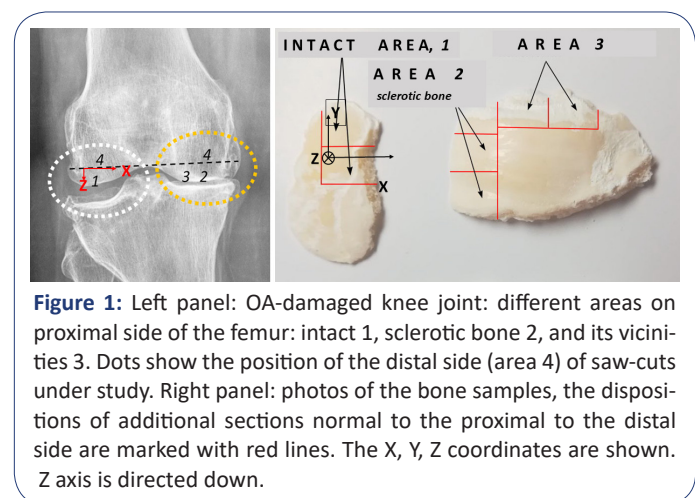 INTACT AREA, 1
AREA 3
AREA 2
sclerotic bone
Y
Z
X
4
4
X
Z
1
3 2
Figure 1: Left panel: OA-damaged knee joint: different areas on
proximal side of the femur: intact 1, sclerotic bone 2, and its vicini-
ties 3. Dots show the position of the distal side (area 4) of saw-cuts
under study. Right panel: photos of the bone samples, the disposi-
tions of additional sections normal to the proximal to the distal
side are marked with red lines. The X, Y, Z coordinates are shown.
Z axis is directed down.